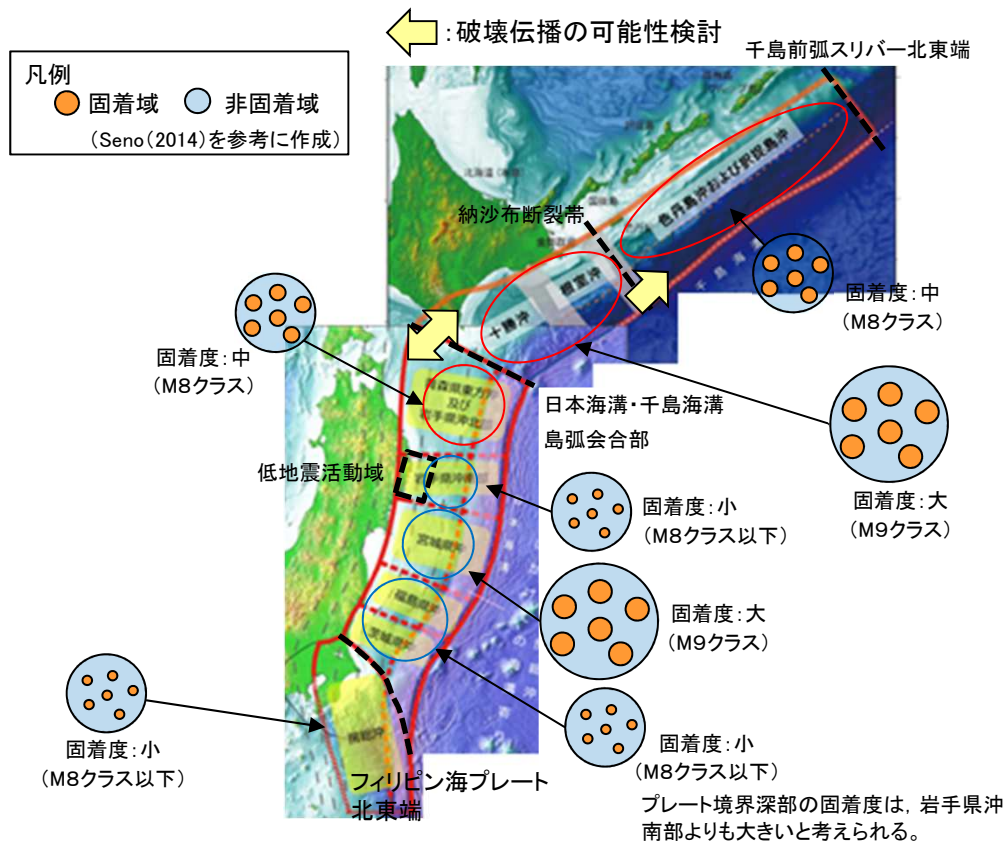 ：破壊伝播の可能性検討
千島前弧スリバー北東端
凡例
固着域
非固着域
（Seno（2014）を参考に作成）
色丹島沖および択捉島沖
納沙布断裂帯
根室沖
十勝沖
千島海溝
固着度：中
（M8クラス）
固着度：中
（M8クラス）
青森県東方沖
及び
岩手県沖北部
日本海溝・千島海溝
島弧会合部
低地震活動域
岩手県沖南部
固着度：小
（M8クラス以下）
固着度：大
（M9クラス）
宮城県沖
固着度：大
（M9クラス）
福島県沖
茨城県沖
固着度：小
（M8クラス以下）
房総沖
固着度：小
（M8クラス以下）
フィリピン海プレート
北東端
プレート境界深部の固着度は，岩手県沖
南部よりも大きいと考えられる。